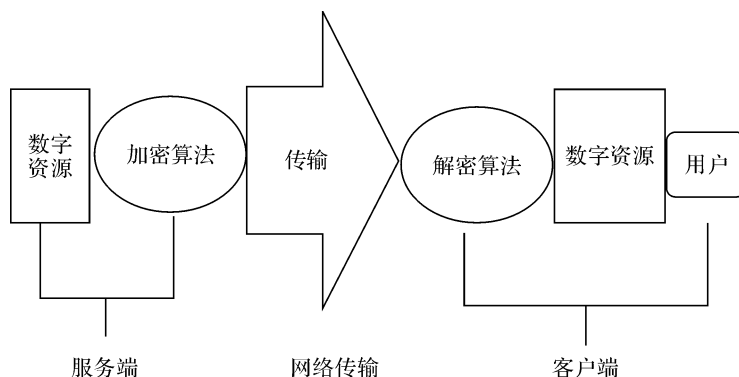 数字
资源
加密算法
传输
解密算法
数字资源
用户
服务端
网络传输
客户端